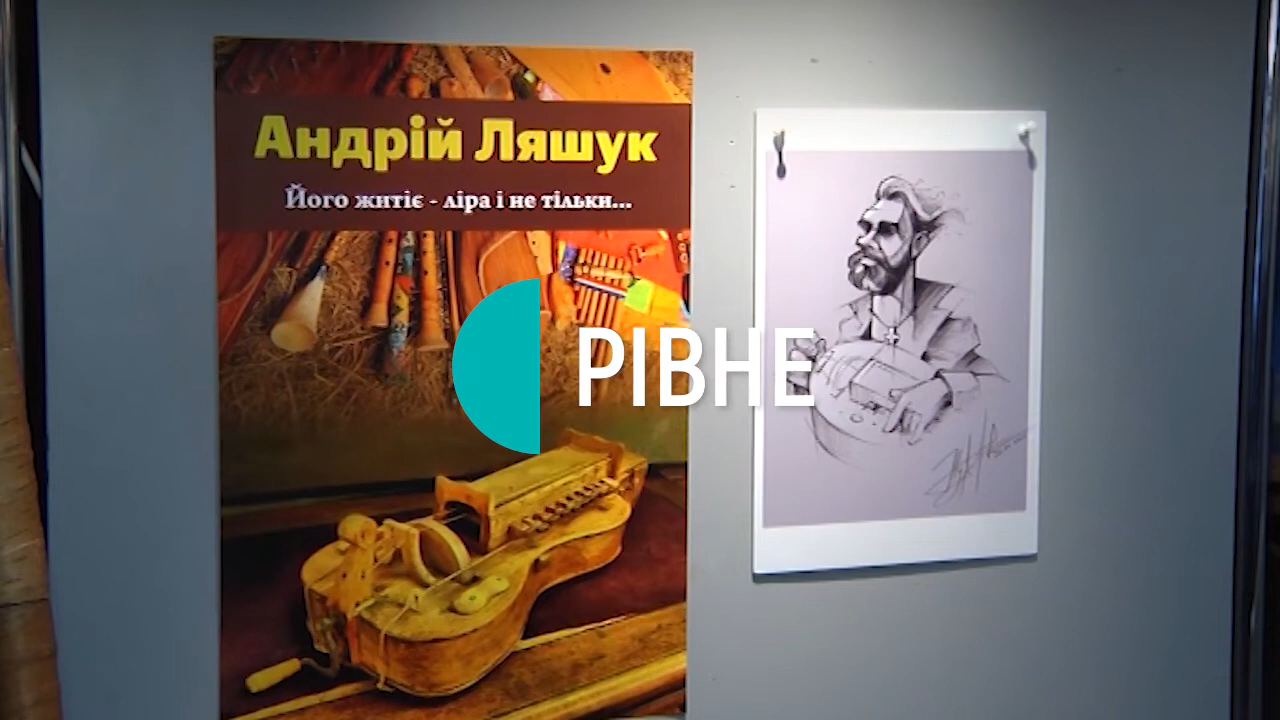 Андрій Ляшук
Його житіє - ліра і не тільки...
РІВНЕ